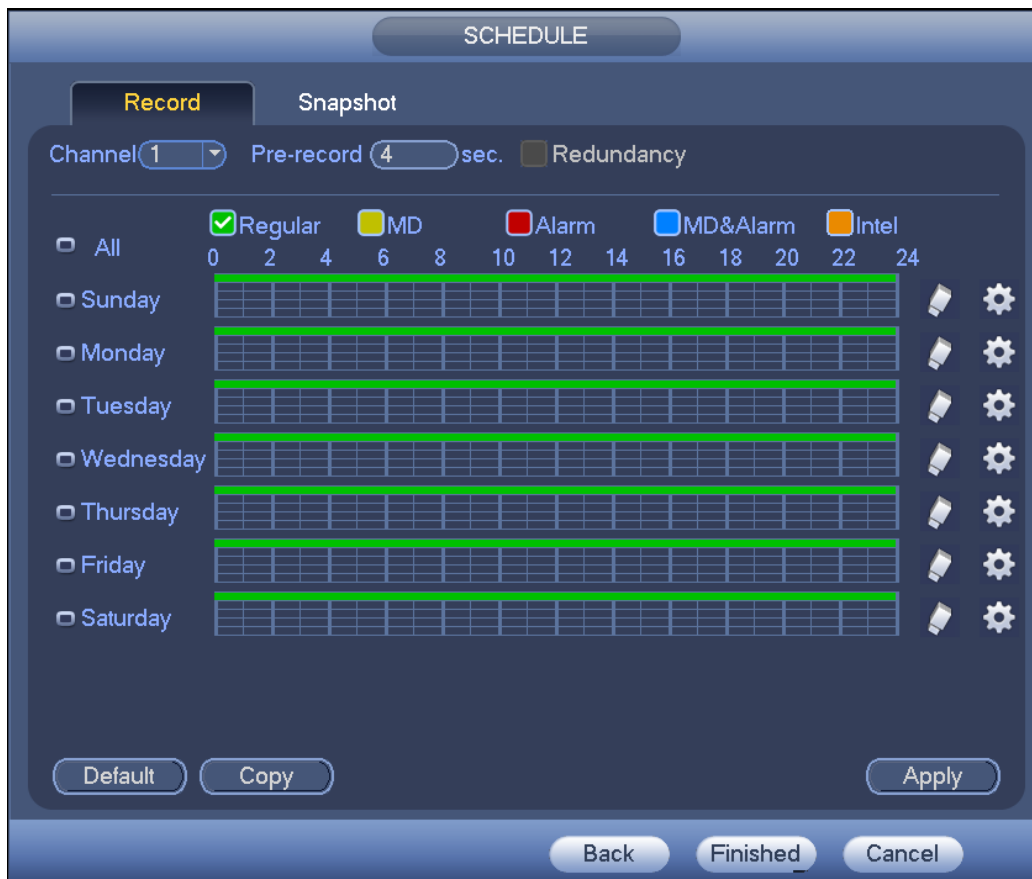 SCHEDULE
Record Snapshot
Channel 1 Pre-record 4 sec. Redundancy
Regular MD Alarm MD&Alarm Intel
All
0 2 4 6 8 10 12 14 16 18 20 22 24
Sunday
Monday
Tuesday
Wednesday
Thursday
Friday
Saturday
Default Copy Apply
Back Finished Cancel